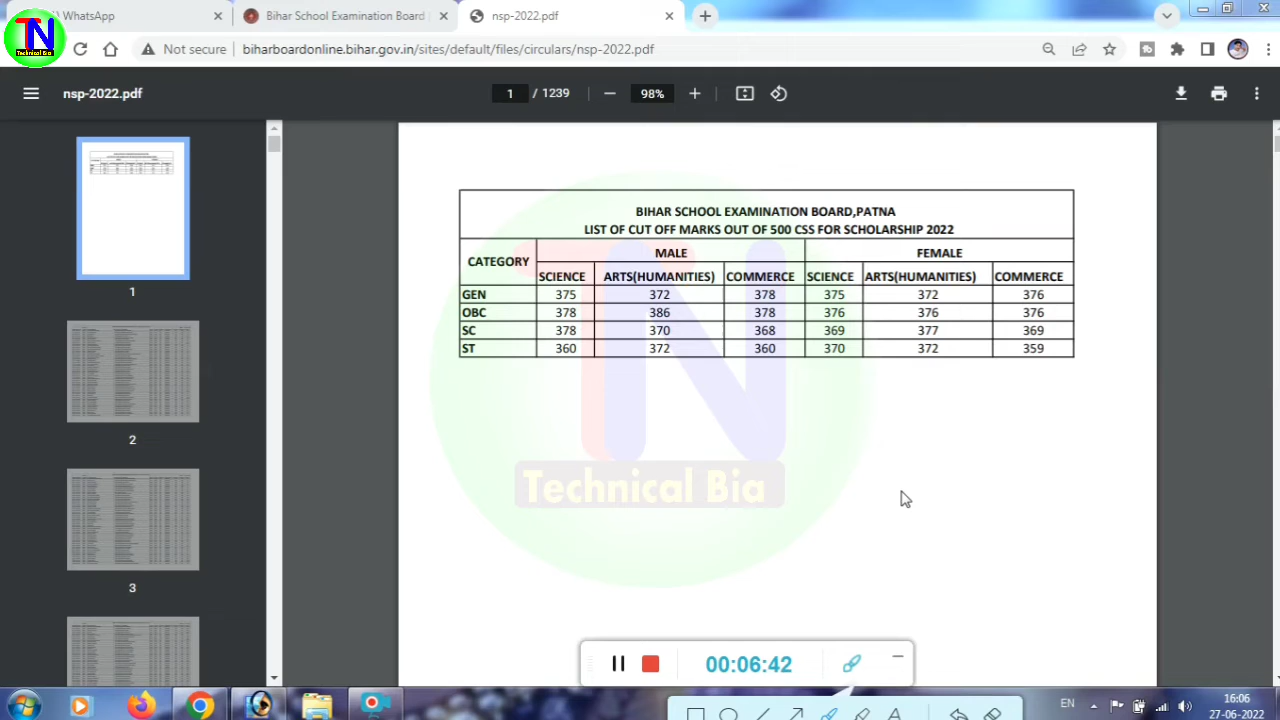 WhatsApp
Bihar School Examination Board
nsp-2022.pdf
TN
Technical Bia
Not secure
biharboardonline.bihar.gov.in/sites/default/files/circulars/nsp-2022.pdf
nsp-2022.pdf
1 / 1239
98%
BIHAR SCHOOL EXAMINATION BOARD,PATNA
LIST OF CUT OFF MARKS OUT OF 500 CSS FOR SCHOLARSHIP 2022
CATEGORY MALE FEMALE
SCIENCE ARTS(HUMANITIES) COMMERCE SCIENCE ARTS(HUMANITIES) COMMERCE
GEN 375 372 378 375 372 376
OBC 378 386 378 376 376 376
SC 378 370 368 369 377 369
ST 360 372 360 370 372 359
1
2
3
TN
Technical Bia
00:06:42
A
EN
16:06
27-06-2022